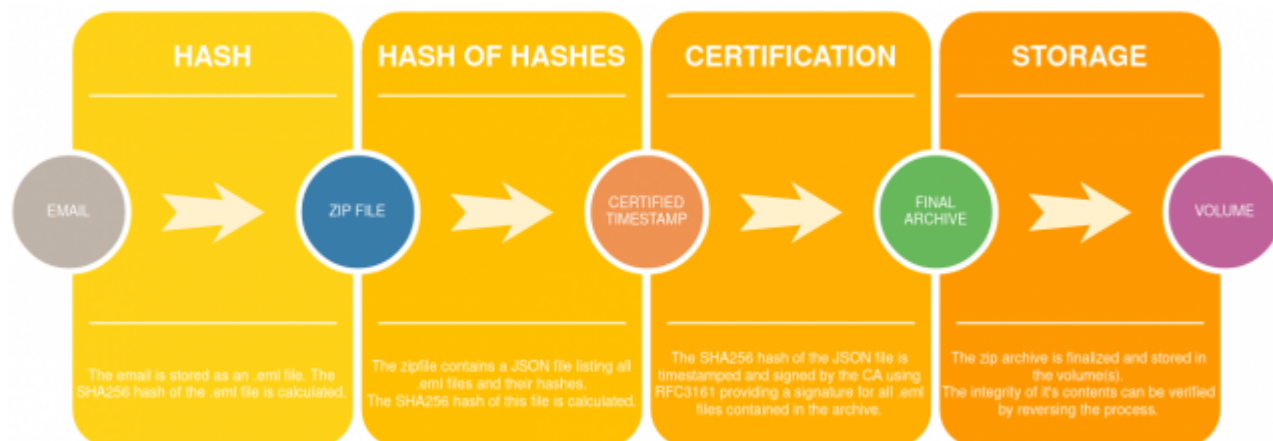 HASH
HASH OF HASHES
CERTIFICATION
STORAGE
EMAIL
ZIP FILE
CERTIFIED
TIMESTAMP
FINAL
ARCHIVE
VOLUME
The email is stored as an .eml file. The
SHA256 hash of the .eml file is calculated.
The zipfile contains a JSON file listing all
.eml files and their hashes.
The SHA256 hash of this file is calculated.
The SHA256 hash of the JSON file is
timestamped and signed by the CA using
RFC3161 providing a signature for all .eml
files contained in the archive.
The zip archive is finalized and stored in
the volume(s).
The integrity of it's contents can be verified
by reversing the process.